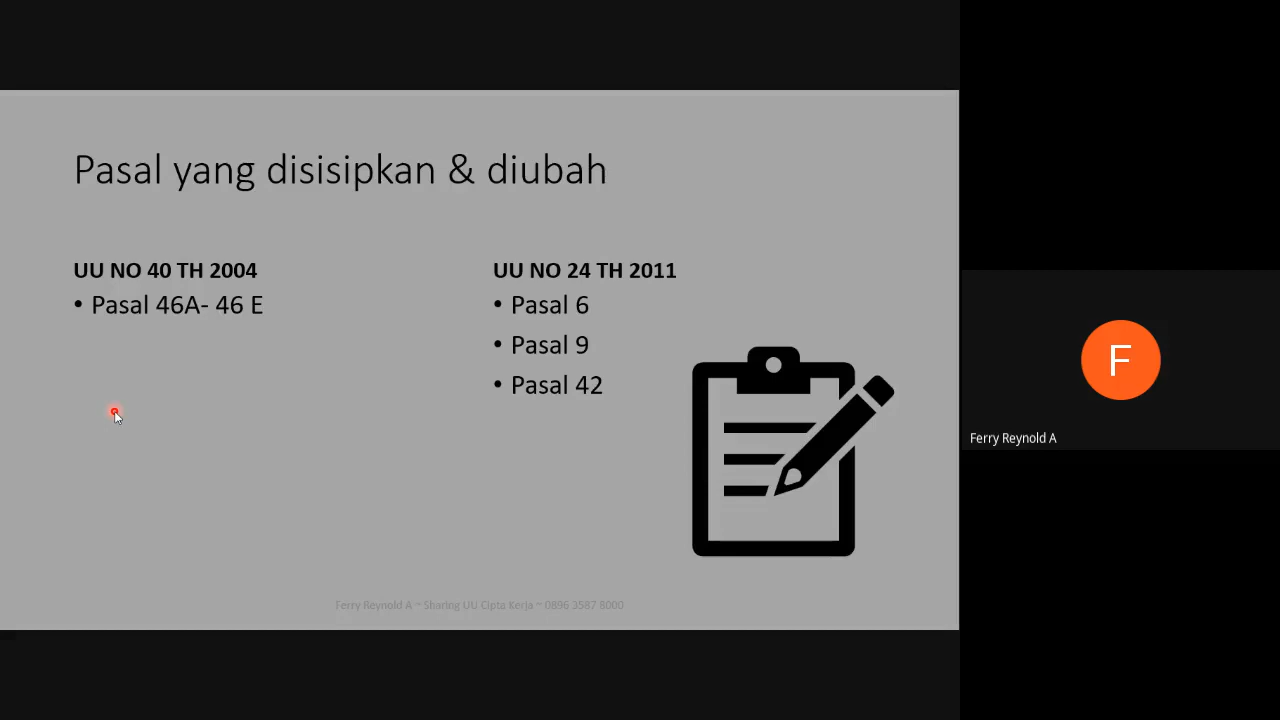 Pasal yang disisipkan & diubah
UU NO 40 TH 2004
• Pasal 46A- 46 E
UU NO 24 TH 2011
• Pasal 6
• Pasal 9
• Pasal 42
Ferry Reynold A – Sharing UU Cipta Kerja – 0896 3587 8000
F
Ferry Reynold A